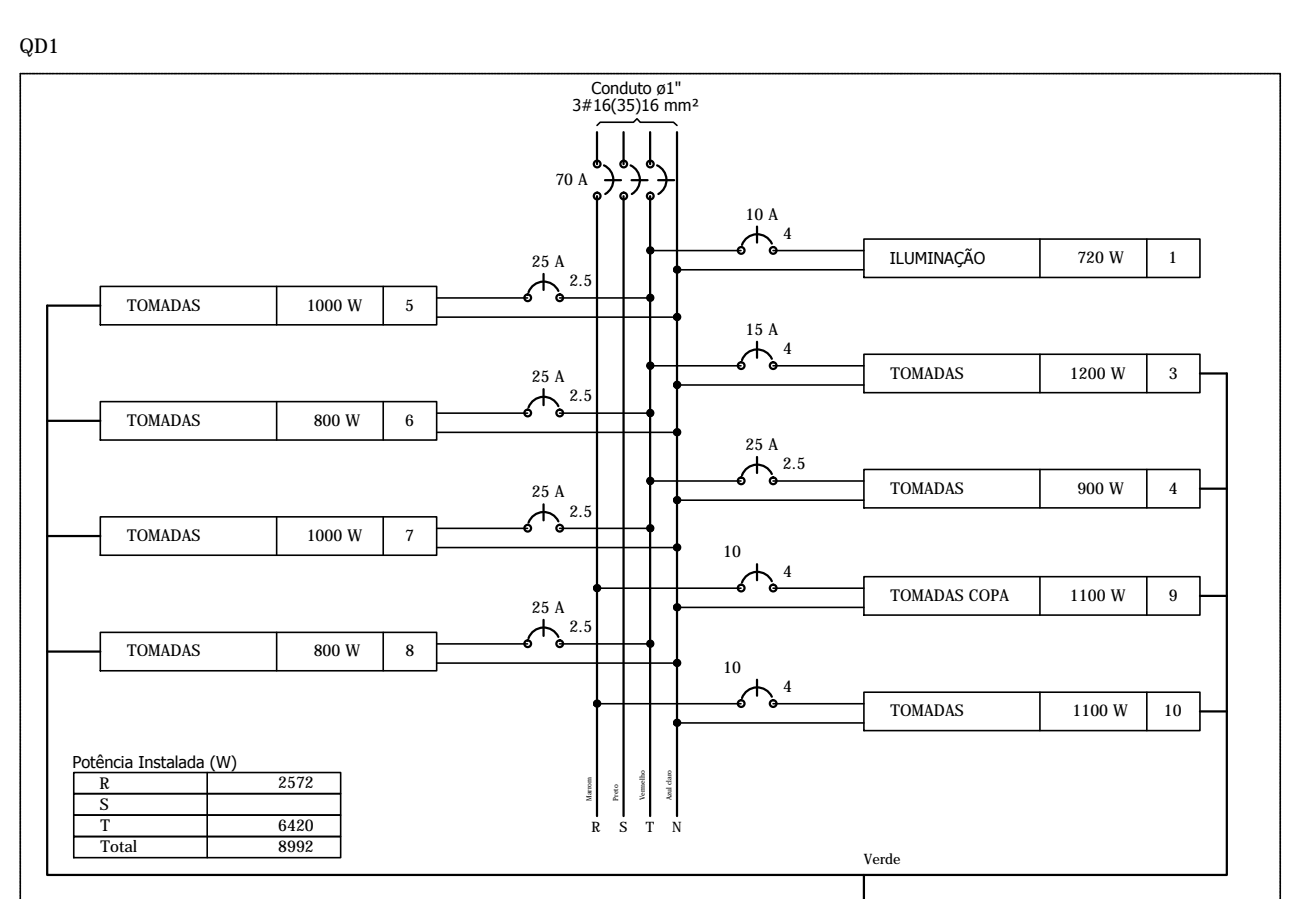 QD1
Conduto ø1"
3#16(35)16 mm²
70 A
10 A
4
ILUMINAÇÃO 720 W 1
25 A
2.5
TOMADAS 1000 W 5
15 A
4
TOMADAS 1200 W 3
25 A
2.5
TOMADAS 800 W 6
25 A
2.5
TOMADAS 900 W 4
25 A
2.5
TOMADAS 1000 W 7
10
4
TOMADAS COPA 1100 W 9
25 A
2.5
TOMADAS 800 W 8
10
4
TOMADAS 1100 W 10
Potência Instalada (W)
R 2572
S
T 6420
Total 8992
Marrom
Preto
Vermelho
Azul claro
R S T N
Verde